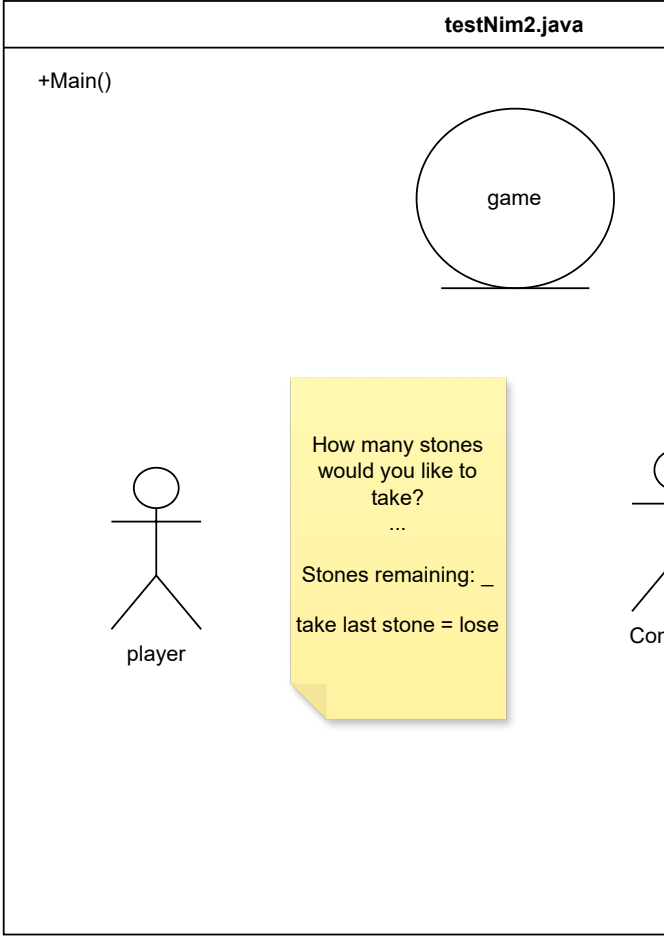 testNim2.java
+Main()
game
How many stones
would you like to
take?
...
Stones remaining: _
take last stone = lose
player